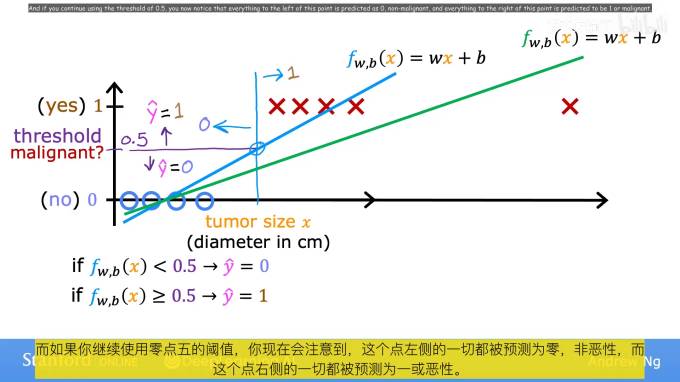 And if you continue using the threshold of 0.5, you now notice that everything to the left of this point is predicted as 0, non-malignant, and everything to the right of this point is predicted to be 1 or malignant.
f_{w,b}(x) = wx + b
f_{w,b}(x) = wx + b
→ 1
(yes) 1
ŷ=1
0 ←
threshold
0.5 ↑
malignant?
↓ ŷ=0
(no) 0
tumor size x
(diameter in cm)
if f_{w,b}(x) < 0.5 → ŷ = 0
if f_{w,b}(x) ≥ 0.5 → ŷ = 1
Stanford ONLINE
Andrew Ng
而如果你继续使用零点五的阈值，你现在会注意到，这个点左侧的一切都被预测为零，非恶性，而
这个点右侧的一切都被预测为一或恶性。